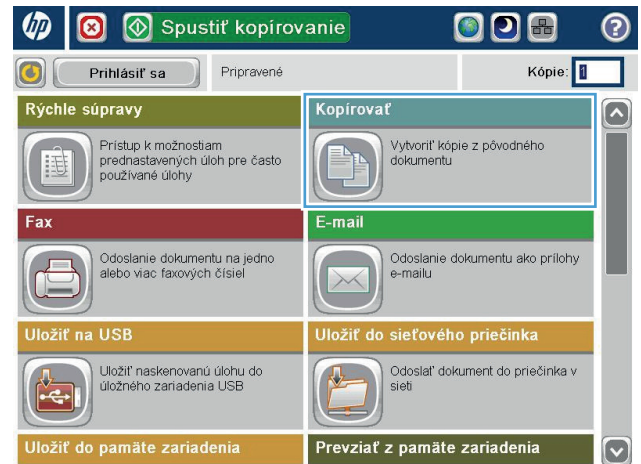 hp
Spustiť kopírovanie
?
Prihlásiť sa
Pripravené
Kópie: 1
Rýchle súpravy
Prístup k možnostiam
prednastavených úloh pre často
používané úlohy
Kopírovať
Vytvoriť kópie z pôvodného
dokumentu
Fax
Odoslanie dokumentu na jedno
alebo viac faxových čísiel
E-mail
Odoslanie dokumentu ako prílohy
e-mailu
Uložiť na USB
Uložiť naskenovanú úlohu do
úložného zariadenia USB
Uložiť do sieťového priečinka
Odoslať dokument do priečinka v
sieti
Uložiť do pamäte zariadenia
Prevziať z pamäte zariadenia